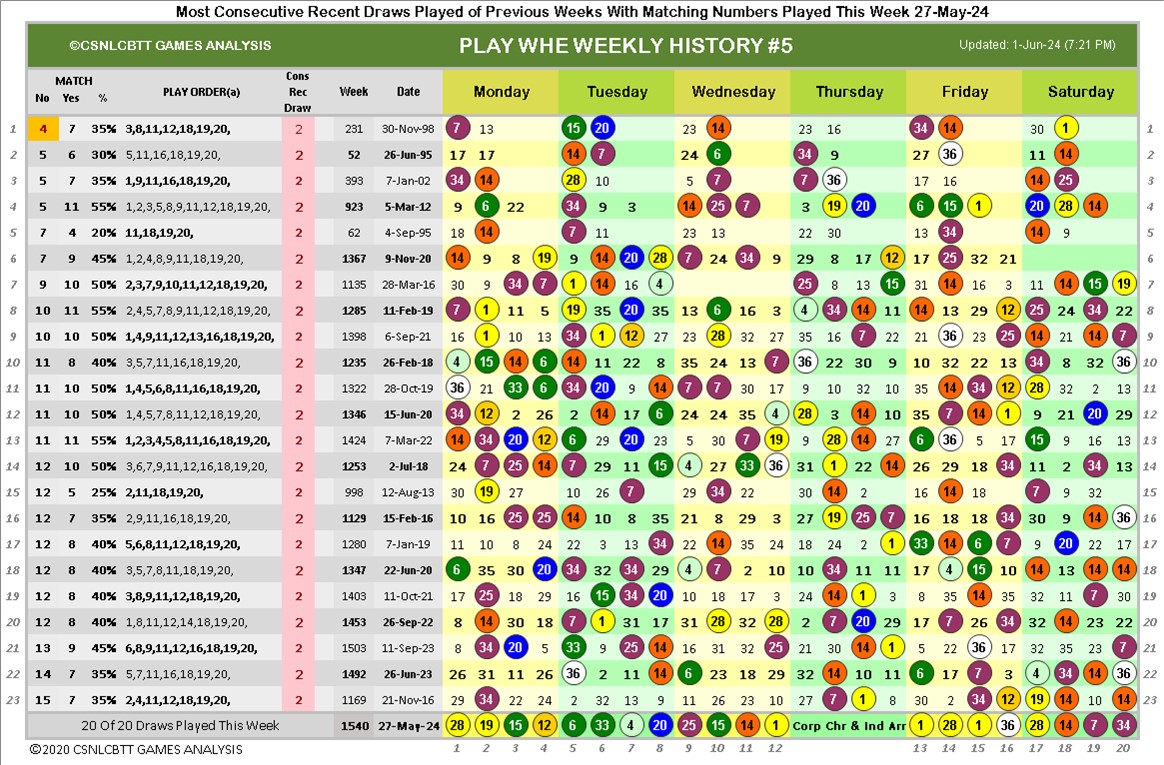 Most Consecutive Recent Draws Played of Previous Weeks With Matching Numbers Played This Week 27-May-24
©CSNLCBTT GAMES ANALYSIS PLAY WHE WEEKLY HISTORY #5 Updated: 1-Jun-24 (7:21 PM)
No MATCH Yes % PLAY ORDER(a) Cons Rec Draw Week Date Monday Tuesday Wednesday Thursday Friday Saturday
1 4 7 35% 3,8,11,12,18,19,20, 2 231 30-Nov-98 7 13 15 20 23 14 23 16 34 14 30 1 1
2 5 6 30% 5,11,16,18,19,20, 2 52 26-Jun-95 17 17 14 7 24 6 34 9 27 36 11 14 2
3 5 7 35% 1,9,11,16,18,19,20, 2 393 7-Jan-02 34 14 28 10 5 7 7 36 17 16 14 25 3
4 5 11 55% 1,2,3,5,8,9,11,12,18,19,20, 2 923 5-Mar-12 9 6 22 34 9 3 14 25 7 3 19 20 6 15 1 20 28 14 4
5 7 4 20% 11,18,19,20, 2 62 4-Sep-95 18 14 7 11 23 13 22 30 13 34 14 9 5
6 7 9 45% 1,2,4,8,9,11,18,19,20, 2 1367 9-Nov-20 14 9 8 19 9 14 20 28 7 24 34 9 29 8 17 12 17 25 32 21 6
7 9 10 50% 2,3,7,9,10,11,12,18,19,20, 2 1135 28-Mar-16 30 9 34 7 1 14 16 4 25 8 13 15 31 14 16 3 11 14 15 19 7
8 10 11 55% 2,4,5,7,8,9,11,12,18,19,20, 2 1285 11-Feb-19 7 1 11 5 19 35 20 35 13 6 16 3 4 34 14 11 14 13 29 12 25 24 34 22 8
9 10 10 50% 1,4,9,11,12,13,16,18,19,20, 2 1398 6-Sep-21 16 1 10 13 34 1 12 27 9 28 32 27 35 16 7 22 9 36 9 25 14 21 14 7 9
10 11 8 40% 3,5,7,11,16,18,19,20, 2 1235 26-Feb-18 4 15 14 6 14 11 22 8 35 24 13 7 36 22 30 9 10 32 22 13 34 8 32 36 10
11 11 10 50% 1,4,5,6,8,11,16,18,19,20, 2 1322 28-Oct-19 36 21 33 6 34 20 9 14 7 7 30 17 9 10 32 10 35 14 34 12 28 32 2 13 11
12 11 10 50% 1,4,5,7,8,11,12,18,19,20, 2 1346 15-Jun-20 34 12 2 26 2 14 17 6 24 24 35 4 28 3 14 10 35 7 14 1 9 21 20 29 12
13 11 11 55% 1,2,3,4,5,8,11,16,18,19,20, 2 1424 7-Mar-22 14 34 20 12 6 29 20 23 5 30 7 19 9 28 14 27 6 36 5 17 15 9 16 13 13
14 12 10 50% 3,6,7,9,11,12,16,18,19,20, 2 1253 2-Jul-18 24 7 25 14 7 29 11 15 4 27 33 36 31 1 22 14 26 29 18 34 11 2 34 13 14
15 12 5 25% 2,11,18,19,20, 2 998 12-Aug-13 30 19 27 10 26 7 29 34 22 30 14 2 16 14 18 7 9 32 15
16 12 7 35% 2,9,11,16,18,19,20, 2 1129 15-Feb-16 10 16 25 25 14 10 8 35 21 8 29 3 27 19 25 7 16 18 18 34 30 9 14 36 16
17 12 8 40% 5,6,8,11,12,18,19,20, 2 1280 7-Jan-19 11 10 8 24 22 3 13 34 22 14 35 24 18 24 2 1 33 14 6 7 9 20 22 17 17
18 12 8 40% 3,5,7,8,11,18,19,20, 2 1347 22-Jun-20 6 35 30 20 34 32 34 29 4 7 2 10 10 34 11 11 17 4 15 10 14 13 14 14 18
19 12 8 40% 3,8,9,11,12,18,19,20, 2 1403 11-Oct-21 17 25 18 29 16 15 34 20 10 18 17 3 24 14 1 3 8 35 14 35 32 11 7 30 19
20 12 8 40% 1,8,11,12,14,18,19,20, 2 1453 26-Sep-22 8 14 30 18 7 1 31 17 31 28 32 28 2 7 20 29 17 7 26 34 32 14 23 22 20
21 13 9 45% 6,8,9,11,12,16,18,19,20, 2 1503 11-Sep-23 8 34 20 5 33 9 25 14 16 31 32 25 21 30 14 1 5 22 36 17 32 35 23 7 21
22 14 7 35% 5,7,11,16,18,19,20, 2 1492 26-Jun-23 26 31 11 26 36 2 11 14 6 23 18 29 32 14 10 11 6 17 7 3 4 34 14 36 22
23 15 7 35% 2,4,11,12,18,19,20, 2 1169 21-Nov-16 29 34 22 24 2 13 12 9 11 26 23 10 27 7 1 8 30 2 34 12 19 14 10 14 23
20 Of 20 Draws Played This Week 1540 27-May-24 28 19 15 12 6 33 4 20 25 15 14 1 Corp Chr & Ind Arr 1 28 1 36 28 14 7 34
©2020 CSNLCBTT GAMES ANALYSIS 1 2 3 4 5 6 7 8 9 10 11 12 13 14 15 16 17 18 19 20